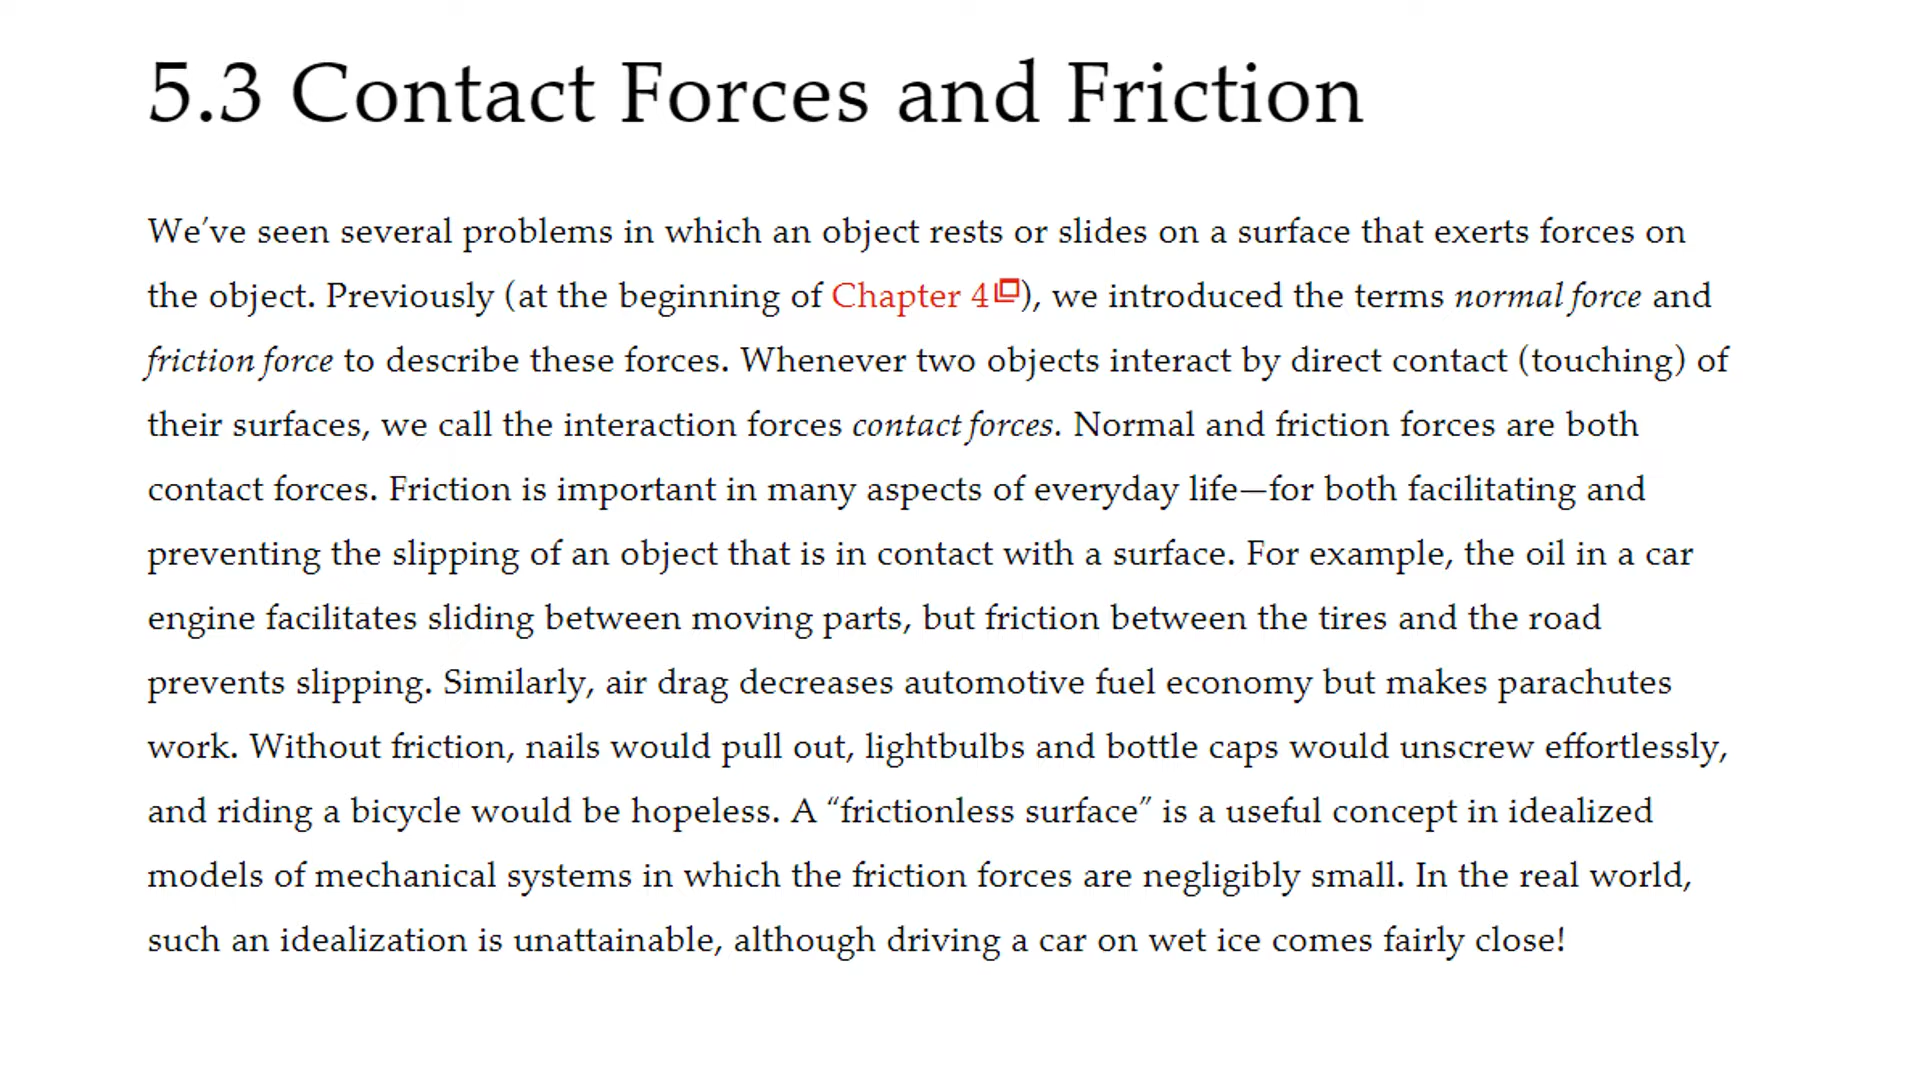 5.3 Contact Forces and Friction
We’ve seen several problems in which an object rests or slides on a surface that exerts forces on
the object. Previously (at the beginning of Chapter 4), we introduced the terms normal force and
friction force to describe these forces. Whenever two objects interact by direct contact (touching) of
their surfaces, we call the interaction forces contact forces. Normal and friction forces are both
contact forces. Friction is important in many aspects of everyday life—for both facilitating and
preventing the slipping of an object that is in contact with a surface. For example, the oil in a car
engine facilitates sliding between moving parts, but friction between the tires and the road
prevents slipping. Similarly, air drag decreases automotive fuel economy but makes parachutes
work. Without friction, nails would pull out, lightbulbs and bottle caps would unscrew effortlessly,
and riding a bicycle would be hopeless. A “frictionless surface” is a useful concept in idealized
models of mechanical systems in which the friction forces are negligibly small. In the real world,
such an idealization is unattainable, although driving a car on wet ice comes fairly close!